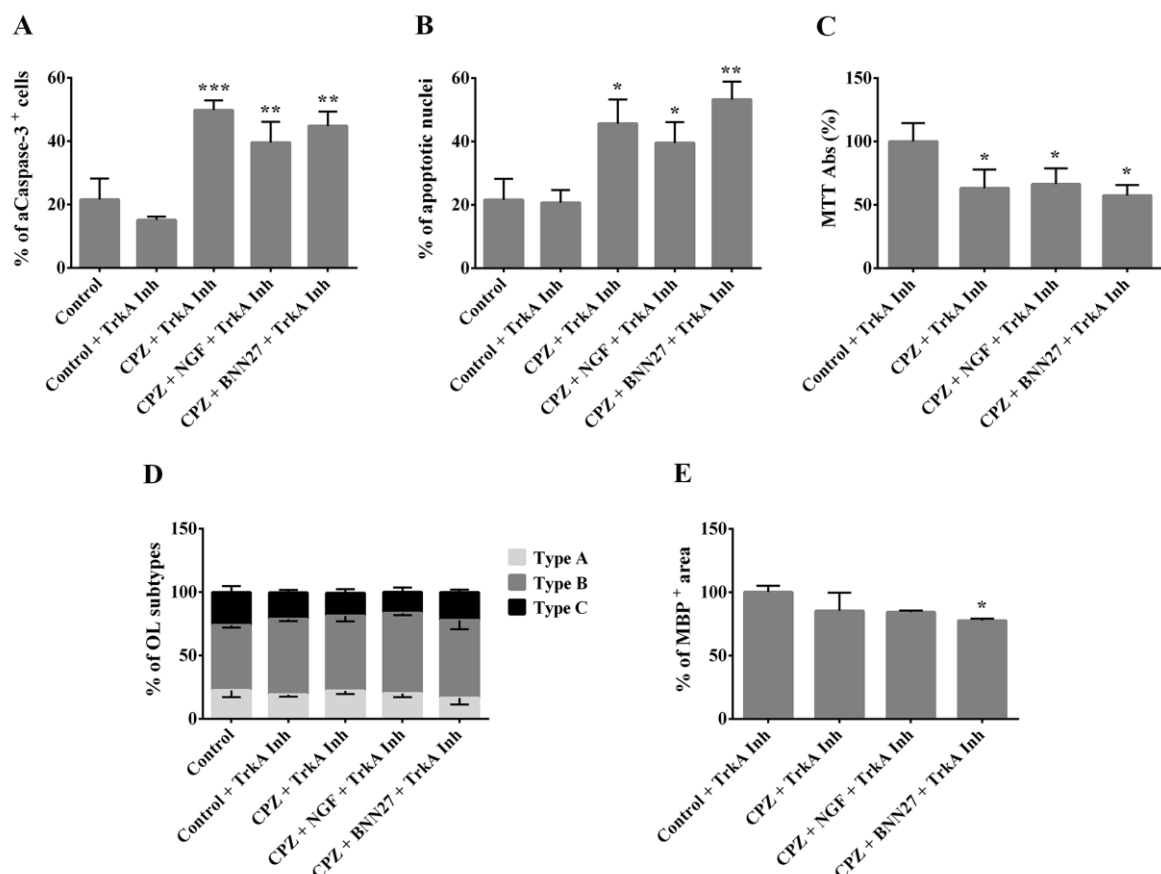 A
% of aCaspase-3⁺ cells
60
40
20
0
***
**
**
Control
Control + TrkA Inh
CPZ + TrkA Inh
CPZ + NGF + TrkA Inh
CPZ + BNN27 + TrkA Inh
B
% of apoptotic nuclei
60
40
20
0
*
*
**
Control
Control + TrkA Inh
CPZ + TrkA Inh
CPZ + NGF + TrkA Inh
CPZ + BNN27 + TrkA Inh
C
MTT Abs (%)
150
100
50
0
*
*
*
Control + TrkA Inh
CPZ + TrkA Inh
CPZ + NGF + TrkA Inh
CPZ + BNN27 + TrkA Inh
D
% of OL subtypes
150
100
50
0
Type A
Type B
Type C
Control
Control + TrkA Inh
CPZ + TrkA Inh
CPZ + NGF + TrkA Inh
CPZ + BNN27 + TrkA Inh
E
% of MBP⁺ area
150
100
50
0
*
Control + TrkA Inh
CPZ + TrkA Inh
CPZ + NGF + TrkA Inh
CPZ + BNN27 + TrkA Inh